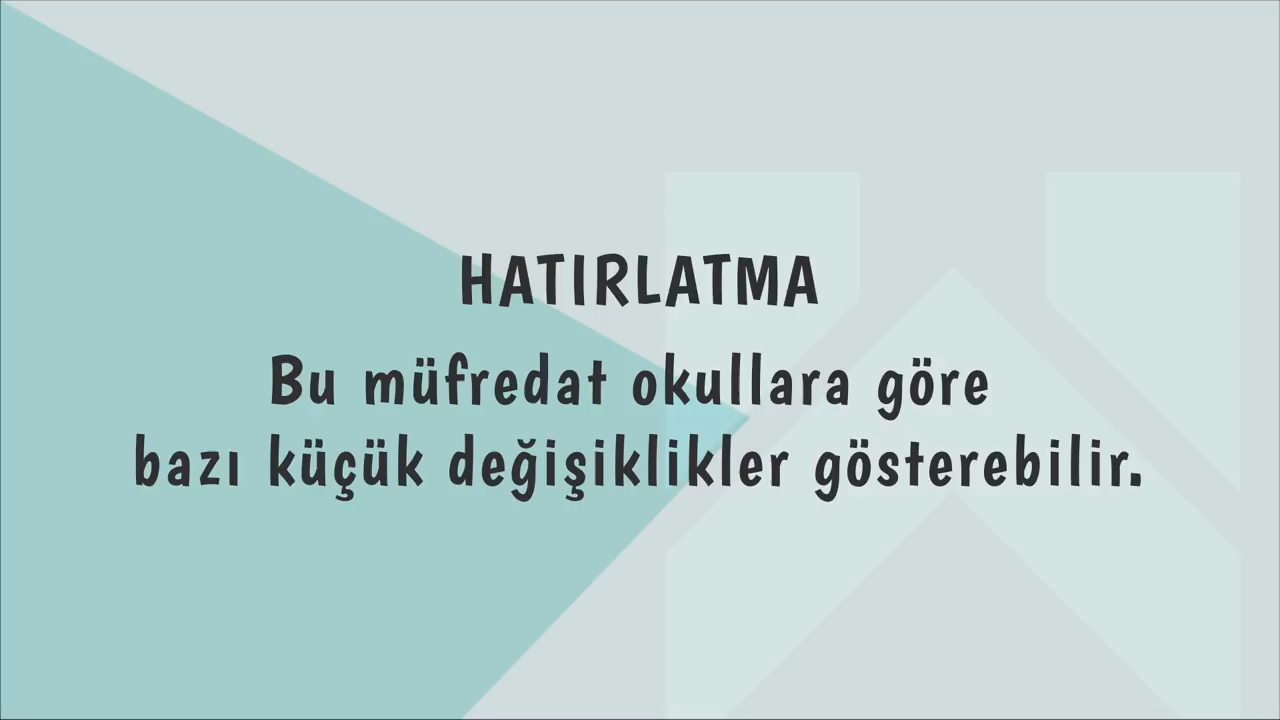 HATIRLATMA
Bu müfredat okullara göre
bazı küçük değişiklikler gösterebilir.